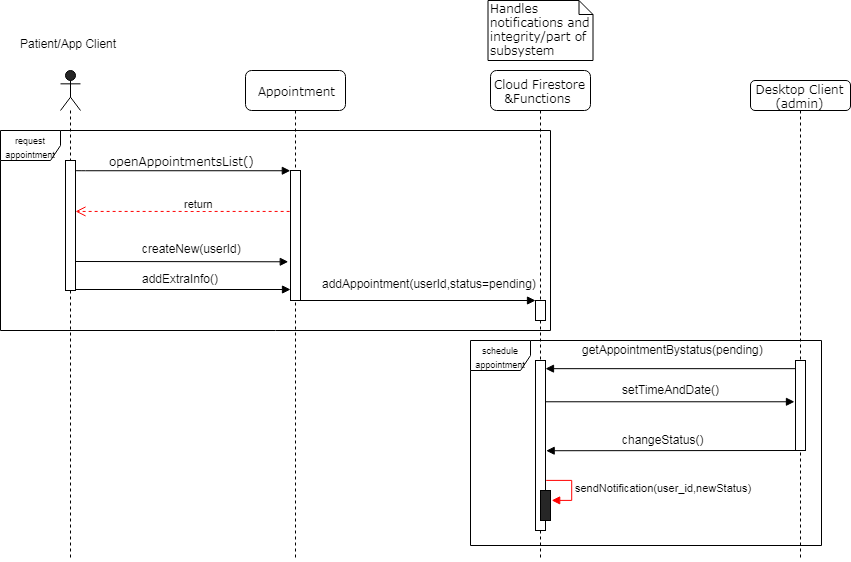 Handles
notifications and
integrity/part of
subsystem
Patient/App Client
Appointment
Cloud Firestore
&Functions
Desktop Client
(admin)
request
appointment
openAppointmentsList()
return
createNew(userId)
addExtraInfo()
addAppointment(userId,status=pending)
schedule
appointment
getAppointmentBystatus(pending)
setTimeAndDate()
changeStatus()
sendNotification(user_id,newStatus)